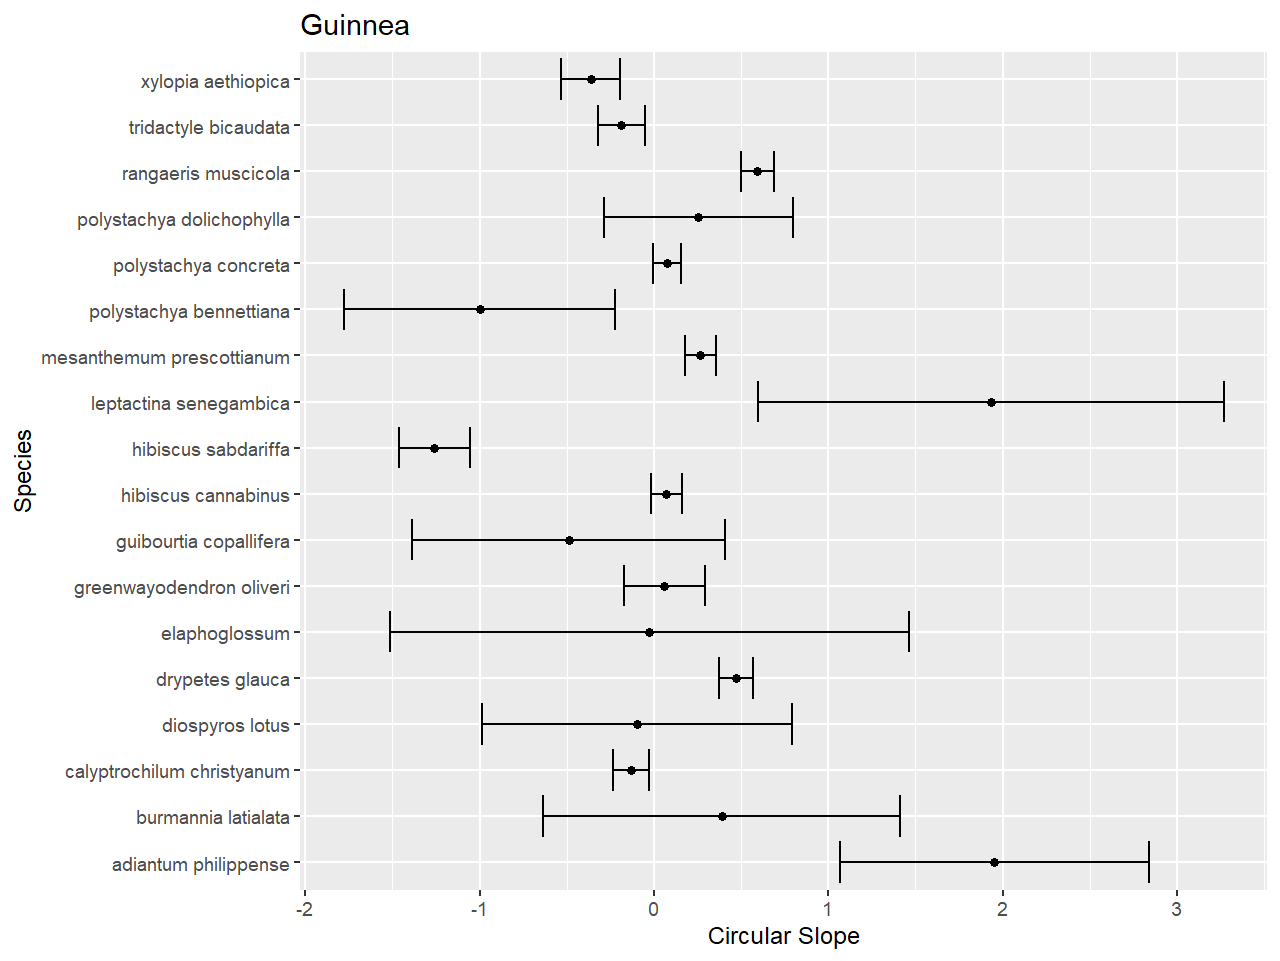 Guinnea
xylopia aethiopica
tridactyle bicaudata
rangaeris muscicola
polystachya dolichophylla
polystachya concreta
polystachya bennettiana
mesanthemum prescottianum
leptactina senegambica
hibiscus sabdariffa
hibiscus cannabinus
guibourtia copallifera
greenwayodendron oliveri
elaphoglossum
drypetes glauca
diospyros lotus
calyptrochilum christyanum
burmannia latialata
adiantum philippense
Species
-2 -1 0 1 2 3
Circular Slope